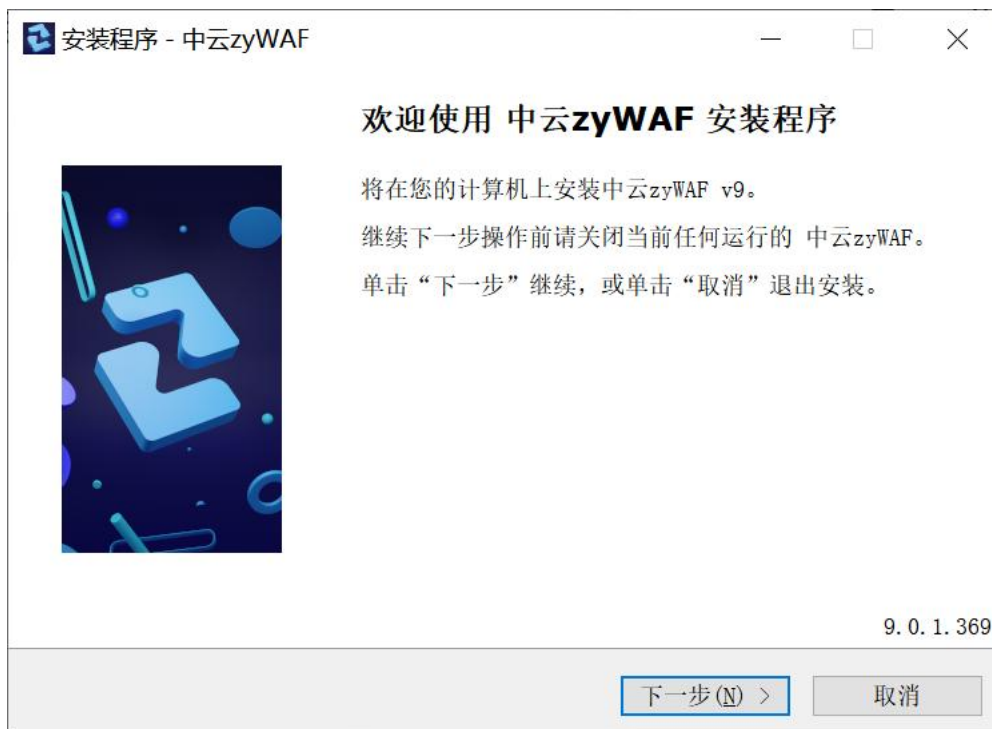 安装程序 - 中云zyWAF
欢迎使用 中云zyWAF 安装程序
将在您的计算机上安装中云zyWAF v9。
继续下一步操作前请关闭当前任何运行的 中云zyWAF。
单击“下一步”继续，或单击“取消”退出安装。
9.0.1.369
下一步(N) >
取消